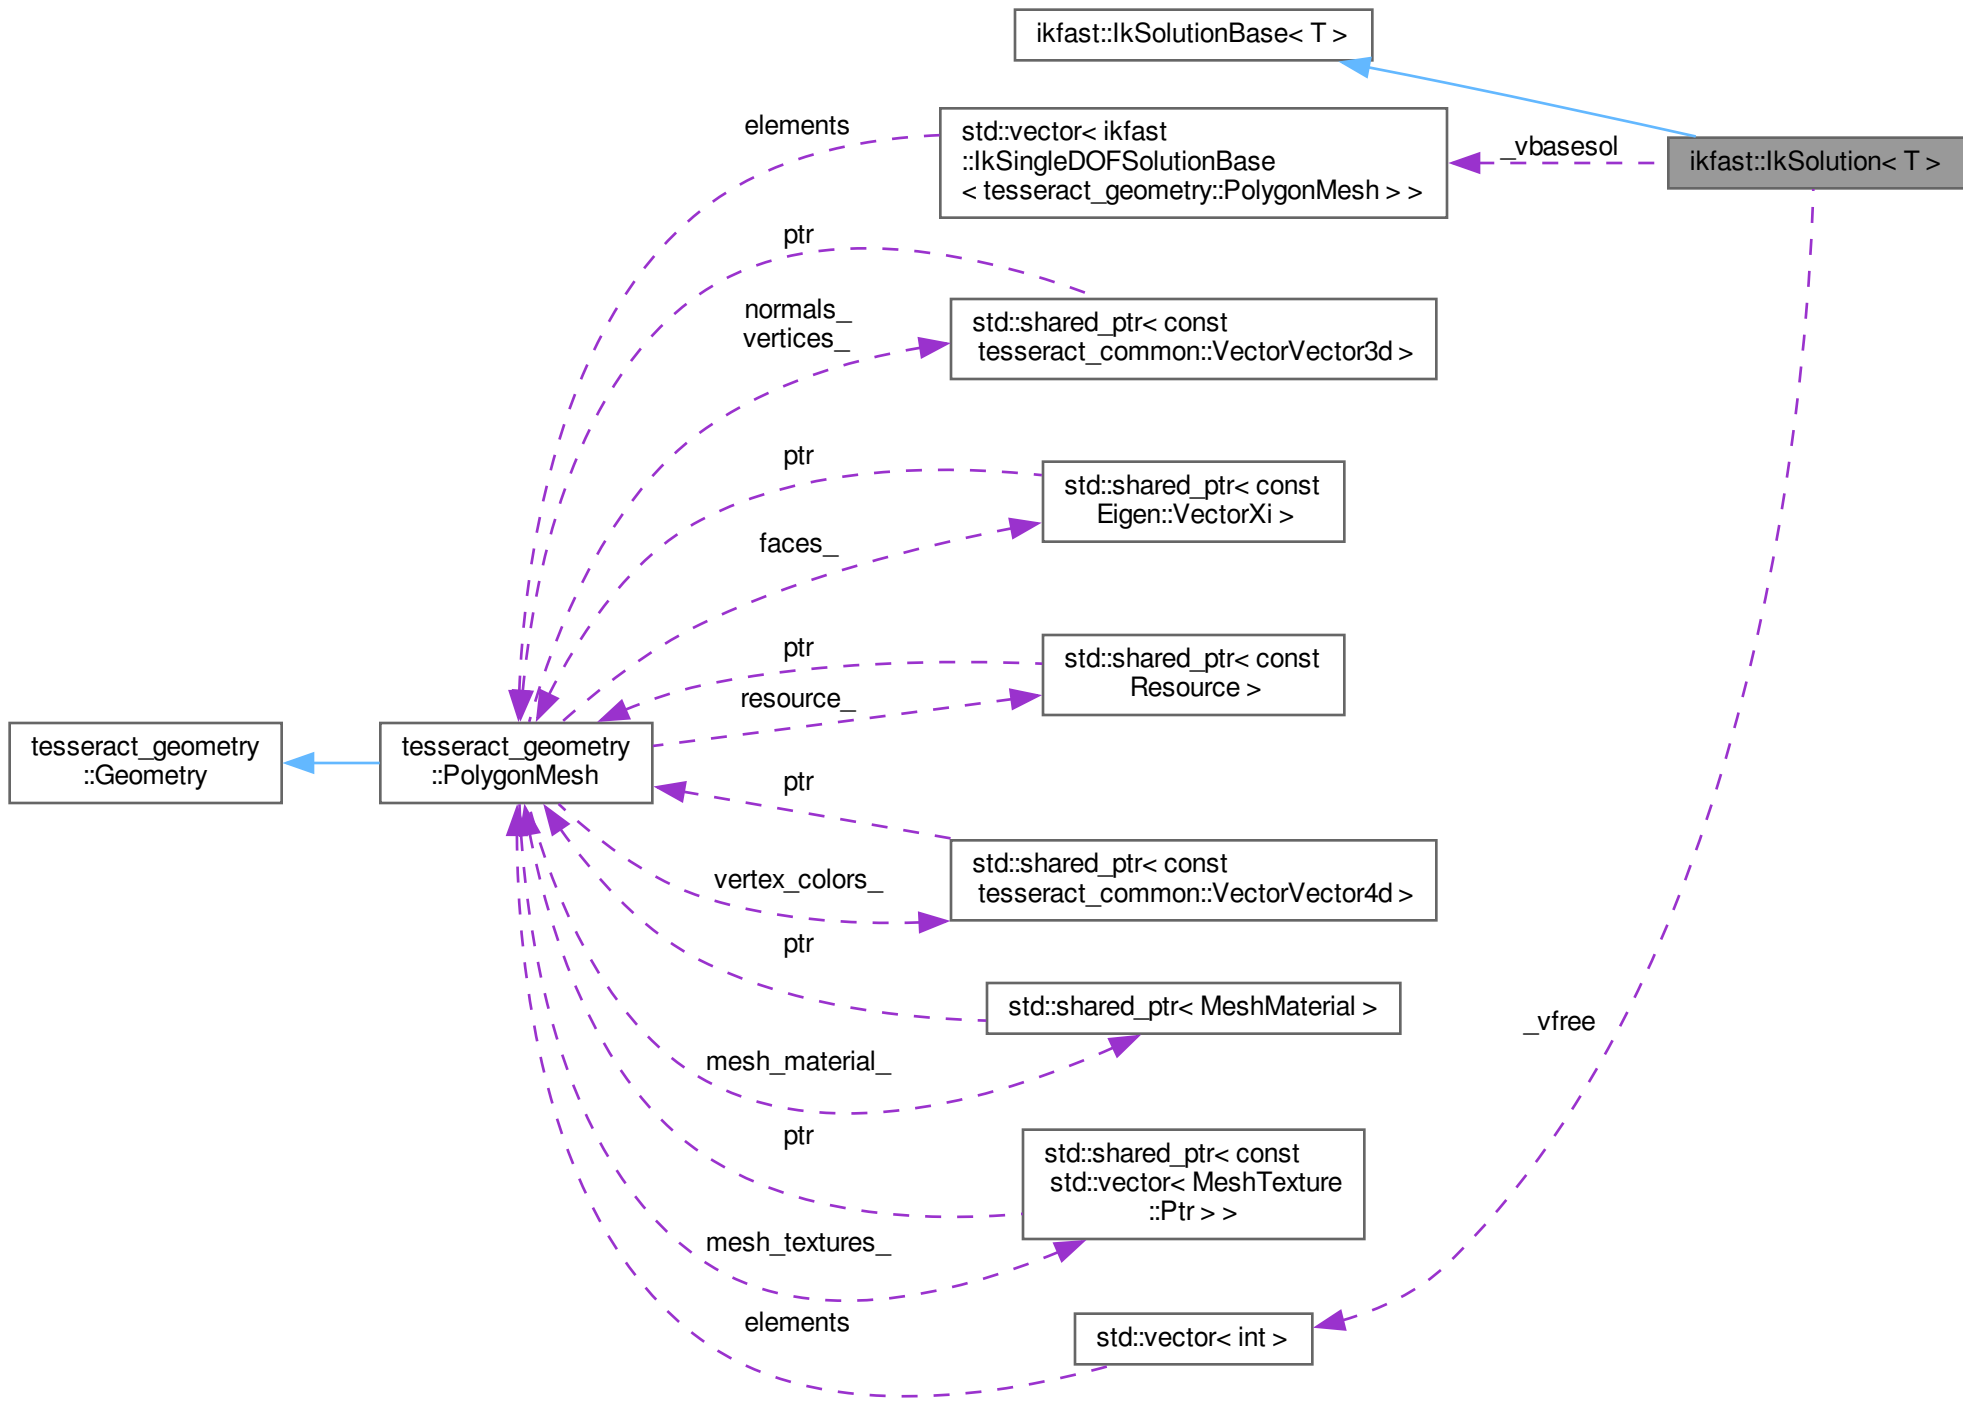 ikfast::IkSolutionBase< T >
elements
std::vector< ikfast
::IkSingleDOFSolutionBase
< tesseract_geometry::PolygonMesh > >
_vbasesol
ikfast::IkSolution< T >
ptr
normals_
vertices_
std::shared_ptr< const
tesseract_common::VectorVector3d >
ptr
std::shared_ptr< const
Eigen::VectorXi >
faces_
ptr
std::shared_ptr< const
Resource >
resource_
tesseract_geometry
::Geometry
tesseract_geometry
::PolygonMesh
ptr
std::shared_ptr< const
tesseract_common::VectorVector4d >
vertex_colors_
ptr
std::shared_ptr< MeshMaterial >
_vfree
mesh_material_
ptr
std::shared_ptr< const
std::vector< MeshTexture
::Ptr > >
mesh_textures_
elements
std::vector< int >